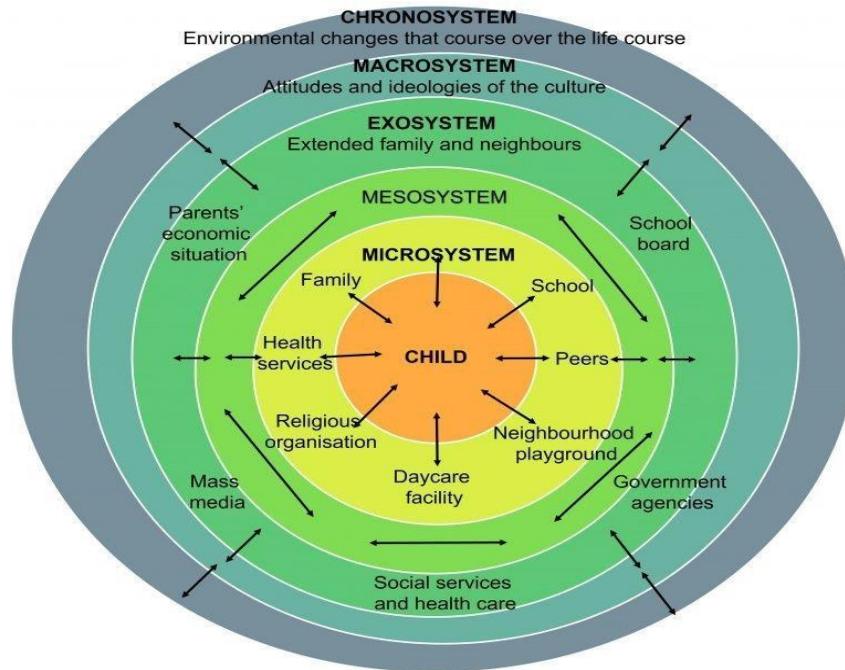 CHRONOSYSTEM
Environmental changes that course over the life course
MACROSYSTEM
Attitudes and ideologies of the culture
EXOSYSTEM
Extended family and neighbours
MESOSYSTEM
Parents'
economic
situation
School
board
MICROSYSTEM
Family
School
Health
services
CHILD
Peers
Religious
organisation
Neighbourhood
playground
Daycare
facility
Mass
media
Government
agencies
Social services
and health care